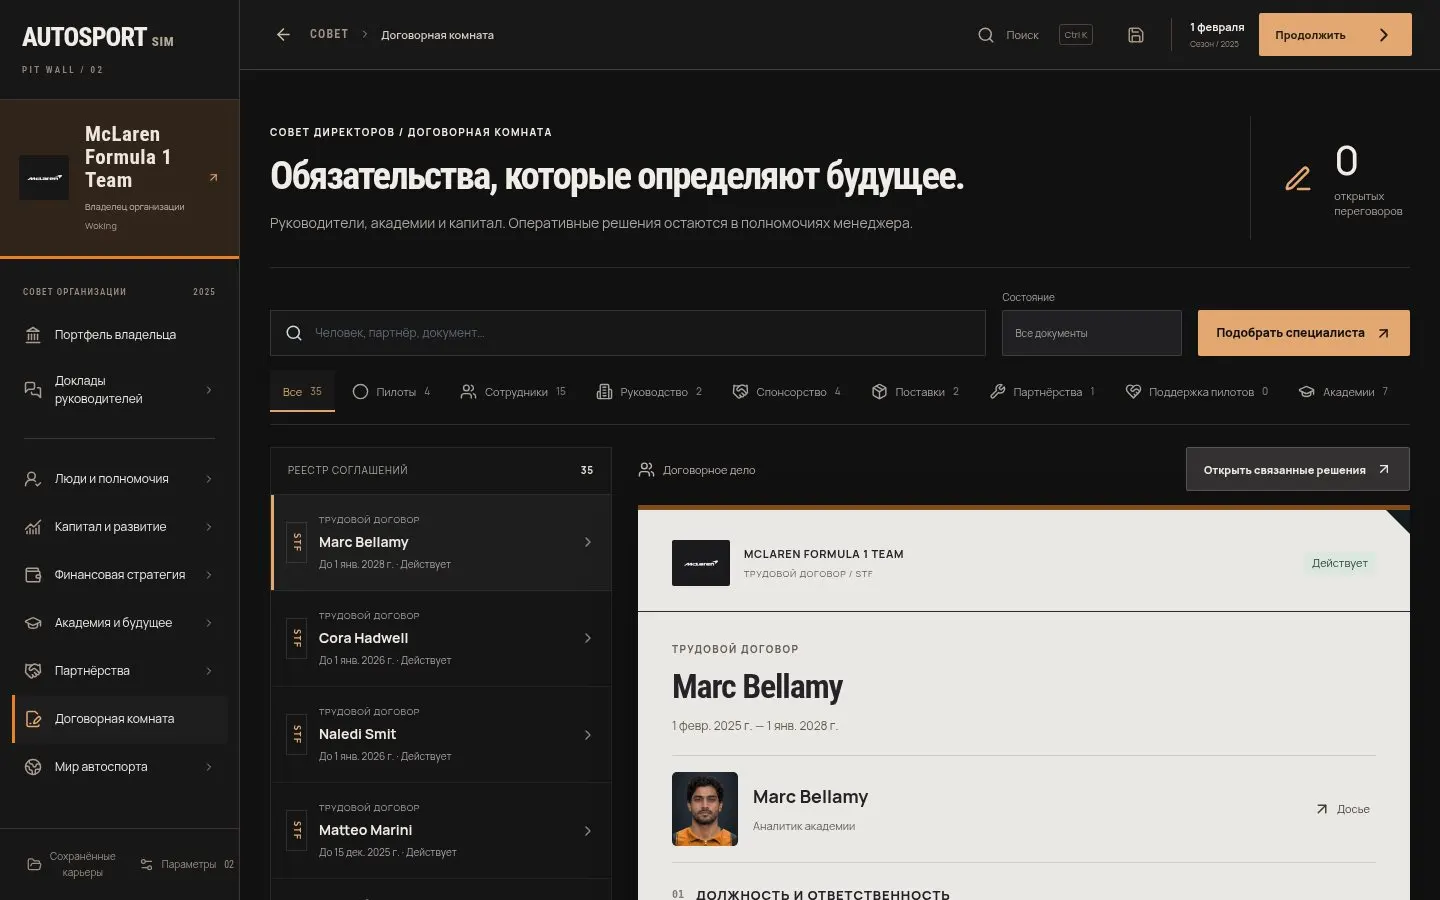 AUTOSPORT SIM
PIT WALL / 02
McLaren
Formula 1
Team
Владелец организации
Woking
СОВЕТ ОРГАНИЗАЦИИ 2025
Портфель владельца
Доклады
руководителей
Люди и полномочия
Капитал и развитие
Финансовая стратегия
Академия и будущее
Партнёрства
Договорная комната
Мир автоспорта
Сохранённые
карьеры
Параметры 02
СОВЕТ > Договорная комната
Поиск Ctrl K
1 февраля
Сезон / 2025
Продолжить
СОВЕТ ДИРЕКТОРОВ / ДОГОВОРНАЯ КОМНАТА
Обязательства, которые определяют будущее.
Руководители, академии и капитал. Оперативные решения остаются в полномочиях менеджера.
0
открытых
переговоров
Состояние
Человек, партнёр, документ…
Все документы
Подобрать специалиста
Все 35
Пилоты 4
Сотрудники 15
Руководство 2
Спонсорство 4
Поставки 2
Партнёрства 1
Поддержка пилотов 0
Академии 7
РЕЕСТР СОГЛАШЕНИЙ 35
STF
ТРУДОВОЙ ДОГОВОР
Marc Bellamy
До 1 янв. 2028 г. · Действует
STF
ТРУДОВОЙ ДОГОВОР
Cora Hadwell
До 1 янв. 2026 г. · Действует
STF
ТРУДОВОЙ ДОГОВОР
Naledi Smit
До 1 янв. 2026 г. · Действует
STF
ТРУДОВОЙ ДОГОВОР
Matteo Marini
До 15 дек. 2025 г. · Действует
Договорное дело
Открыть связанные решения
McLaren
MCLAREN FORMULA 1 TEAM
ТРУДОВОЙ ДОГОВОР / STF
Действует
ТРУДОВОЙ ДОГОВОР
Marc Bellamy
1 февр. 2025 г. — 1 янв. 2028 г.
Marc Bellamy
Аналитик академии
Досье
01 ДОЛЖНОСТЬ И ОТВЕТСТВЕННОСТЬ